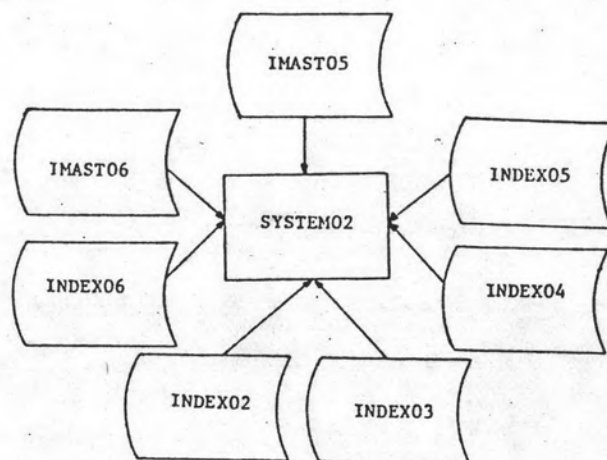 IMAST05
IMAST06
INDEX05
SYSTEM02
INDEX06
INDEX04
INDEX02
INDEX03